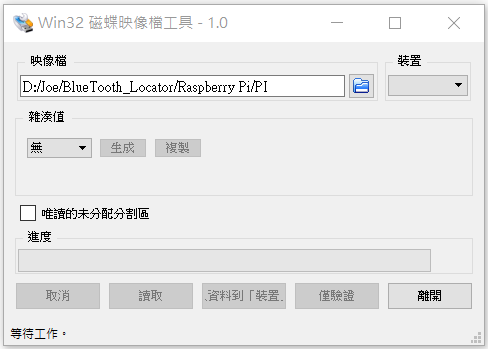 Win32 磁蝶映像檔工具 - 1.0
映像檔
裝置
D:/Joe/BlueTooth_Locator/Raspberry Pi/PI
雜湊值
無
生成
複製
唯讀的未分配分割區
進度
取消
讀取
資料到「裝置
僅驗證
離開
等待工作。